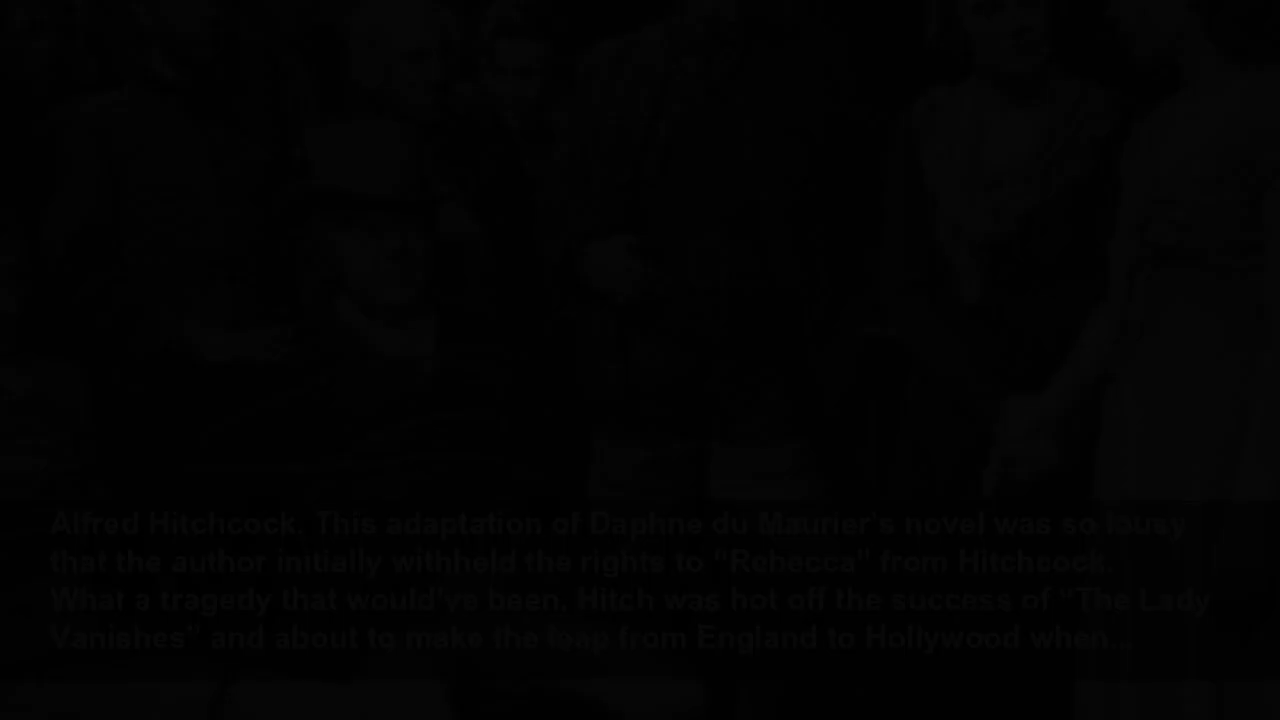 Alfred Hitchcock. This adaptation of Daphne du Maurier's novel was so lousy
that the author initially withheld the rights to "Rebecca" from Hitchcock.
What a tragedy that would've been. Hitch was hot off the success of "The Lady
Vanishes" and about to make the leap from England to Hollywood when...